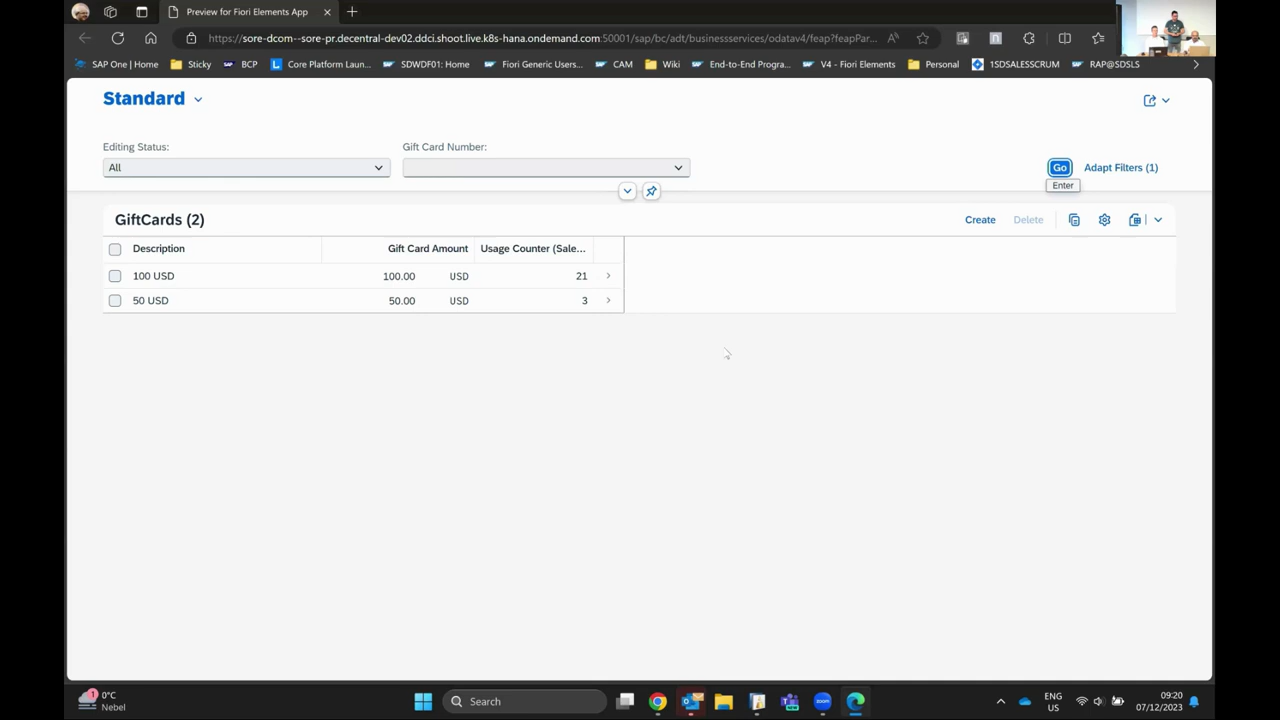 Preview for Fiori Elements App
https://sore-dcom--sore-pr.decentral-dev02.ddci.shoot.live.k8s-hana.ondemand.com:50001/sap/bc/adt/businessservices/odatav4/feap?feapPar...
SAP One | Home Sticky BCP Core Platform Laun... SDWDF01: Home Fiori Generic Users... CAM Wiki End-to-End Progra... V4 - Fiori Elements Personal 1SDSALESSCRUM RAP@SDSLS
Standard
Editing Status: Gift Card Number:
All Go Adapt Filters (1)
Enter
GiftCards (2) Create Delete
Description Gift Card Amount Usage Counter (Sale...
100 USD 100.00 USD 21
50 USD 50.00 USD 3
1 0°C Search ENG 09:20
Nebel zoom US 07/12/2023